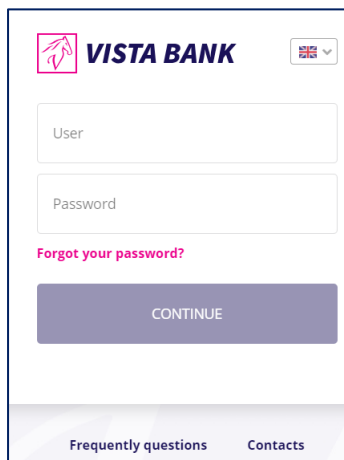 VISTA BANK
User
Password
Forgot your password?
CONTINUE
Frequently questions Contacts